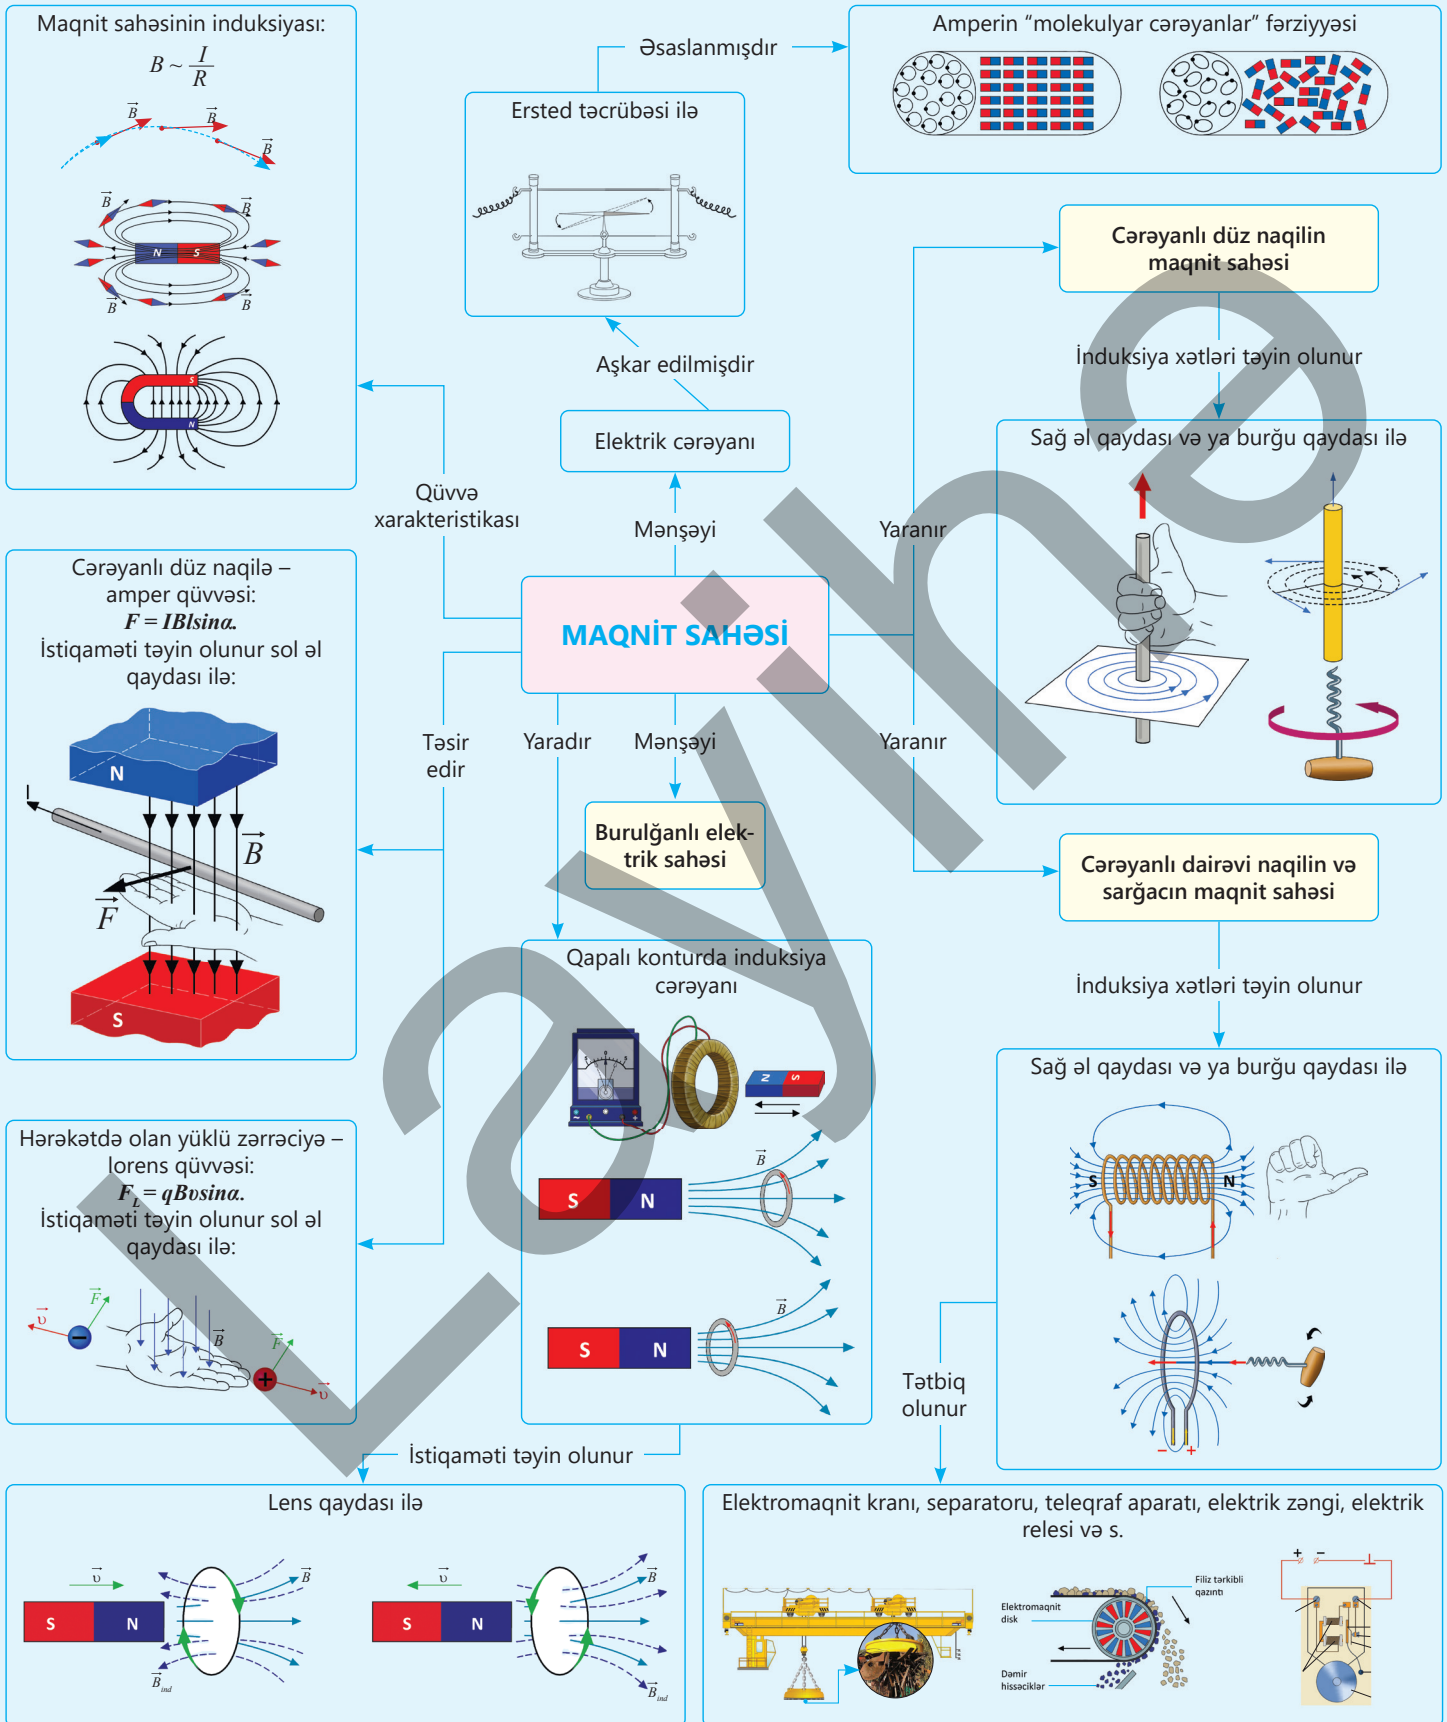 Maqnit sahəsinin induksiyası:
B ~ I/R
B
B
B
B
B
N S
B
B
S
N
Əsaslanmışdır
Amperin “molekulyar cərəyanlar” fərziyyəsi
Ersted təcrübəsi ilə
Aşkar edilmişdir
Elektrik cərəyanı
Mənşəyi
Qüvvə
xarakteristikası
MAQNİT SAHƏSİ
Yaranır
Cərəyanlı düz naqilin
maqnit sahəsi
İnduksiya xətləri təyin olunur
Sağ əl qaydası və ya burğu qaydası ilə
Cərəyanlı düz naqilə –
amper qüvvəsi:
F = IBlsinα.
İstiqaməti təyin olunur sol əl
qaydası ilə:
N
I
B
F
S
Təsir
edir
Yaradır
Mənşəyi
Yaranır
Burulğanlı elek-
trik sahəsi
Cərəyanlı dairəvi naqilin və
sarğacın maqnit sahəsi
İnduksiya xətləri təyin olunur
Sağ əl qaydası və ya burğu qaydası ilə
S N
– +
Qapalı konturda induksiya
cərəyanı
N S
B
S N
B
S N
Hərəkətdə olan yüklü zərrəciyə –
lorens qüvvəsi:
F_L = qBυsinα.
İstiqaməti təyin olunur sol əl
qaydası ilə:
F
υ
–
B
F
+
υ
Tətbiq
olunur
İstiqaməti təyin olunur
Lens qaydası ilə
υ
B
S N
B_ind
υ
B
S N
B_ind
Elektromaqnit kranı, separatoru, teleqraf aparatı, elektrik zəngi, elektrik
relesi və s.
Filiz tərkibli
qazıntı
Elektromaqnit
disk
Dəmir
hissəciklər
+ –
Layihə